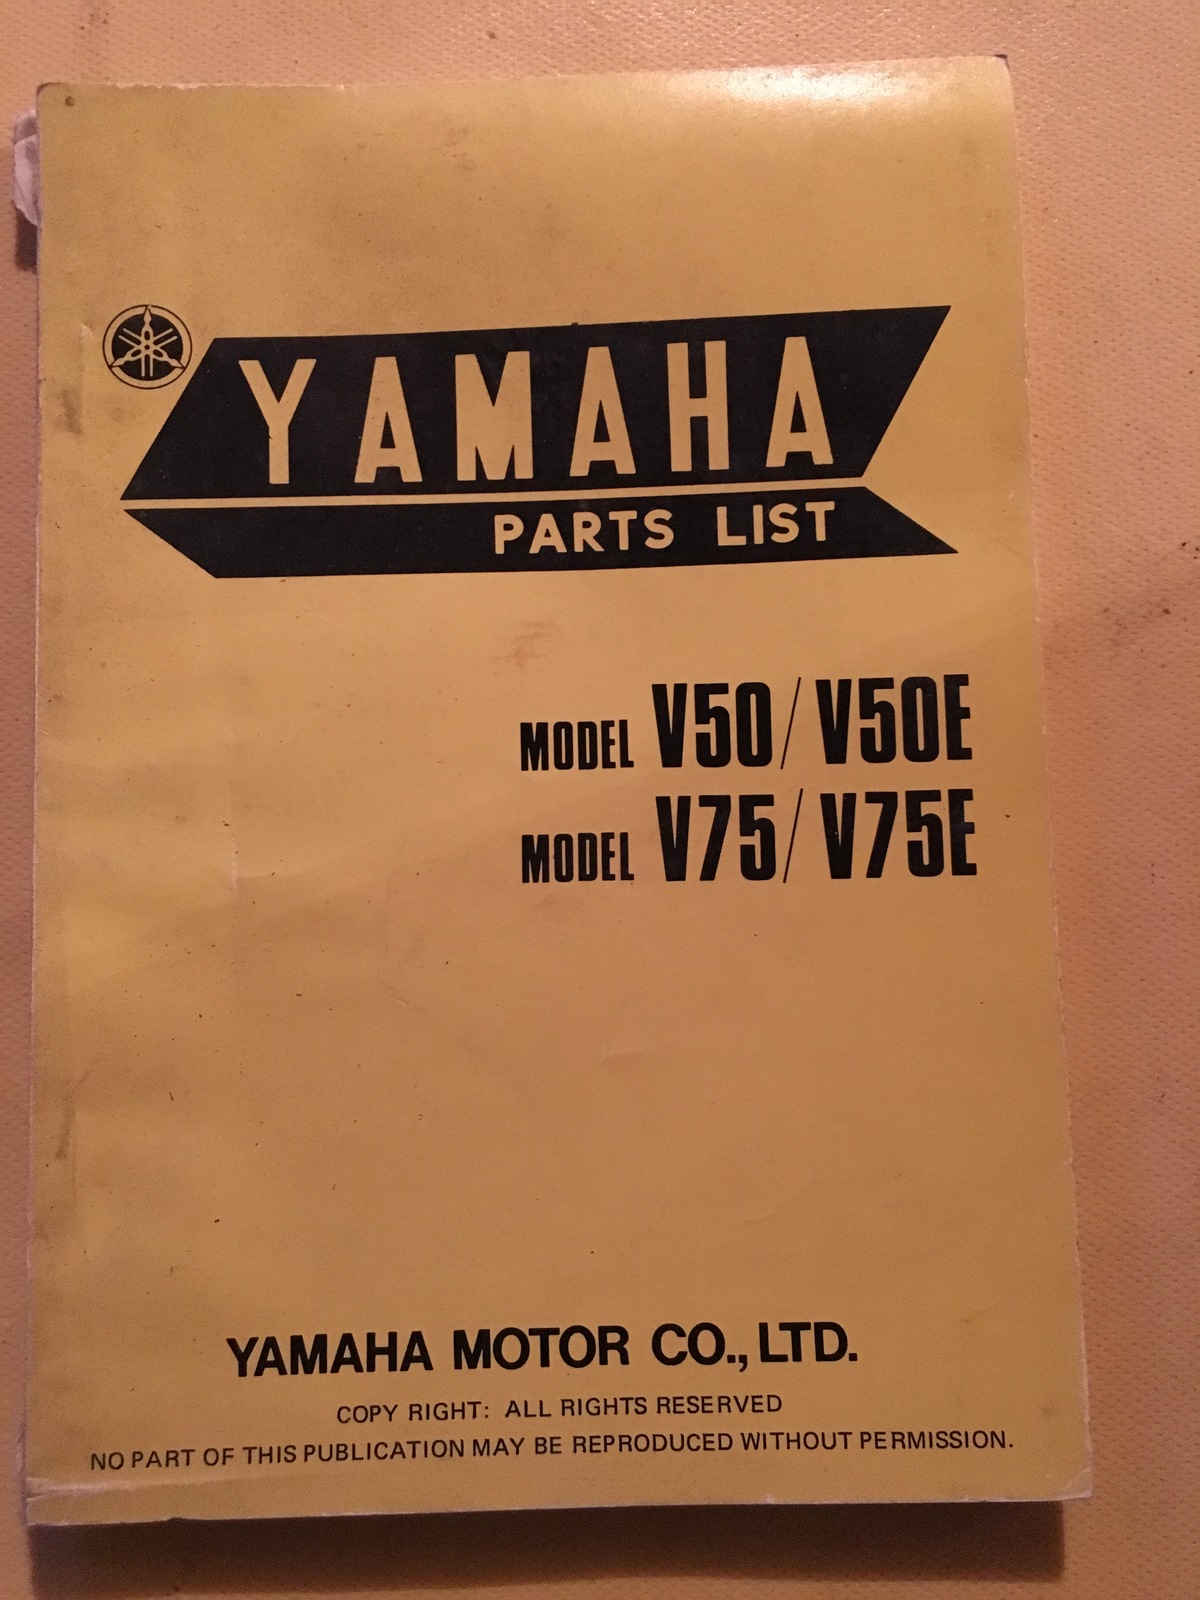 YAMAHA
PARTS LIST
MODEL V50/V50E
MODEL V75/V75E
YAMAHA MOTOR CO., LTD.
COPY RIGHT: ALL RIGHTS RESERVED
NO PART OF THIS PUBLICATION MAY BE REPRODUCED WITHOUT PERMISSION.